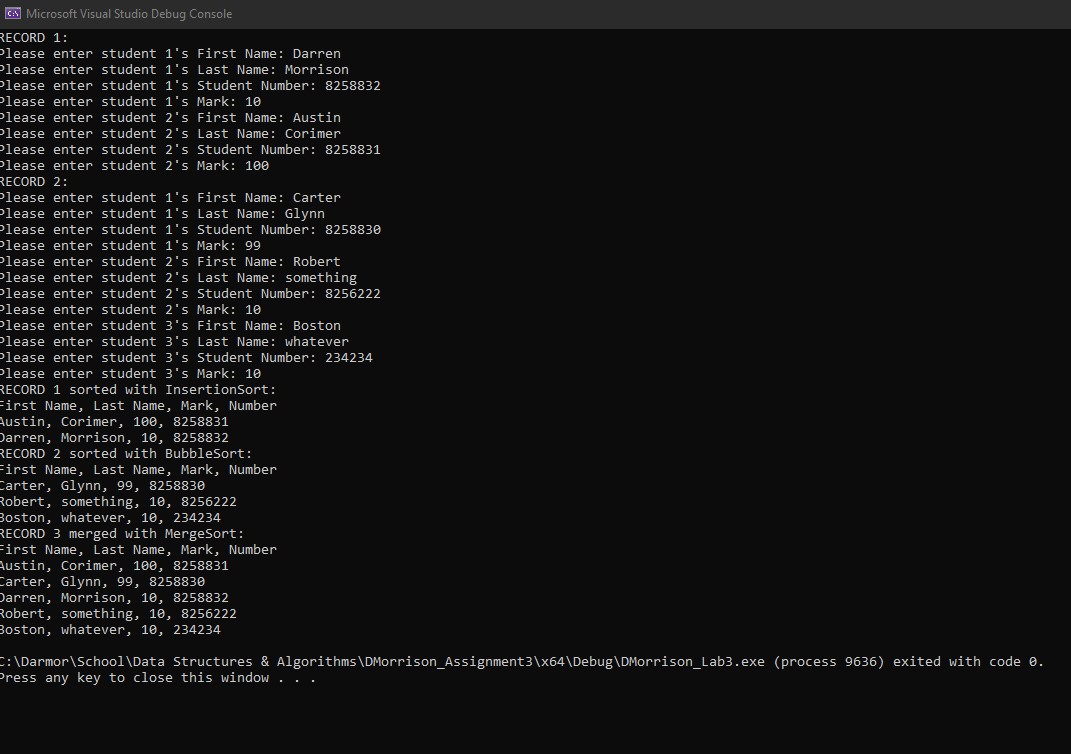 Microsoft Visual Studio Debug Console
RECORD 1:
Please enter student 1's First Name: Darren
Please enter student 1's Last Name: Morrison
Please enter student 1's Student Number: 8258832
Please enter student 1's Mark: 10
Please enter student 2's First Name: Austin
Please enter student 2's Last Name: Corimer
Please enter student 2's Student Number: 8258831
Please enter student 2's Mark: 100
RECORD 2:
Please enter student 1's First Name: Carter
Please enter student 1's Last Name: Glynn
Please enter student 1's Student Number: 8258830
Please enter student 1's Mark: 99
Please enter student 2's First Name: Robert
Please enter student 2's Last Name: something
Please enter student 2's Student Number: 8256222
Please enter student 2's Mark: 10
Please enter student 3's First Name: Boston
Please enter student 3's Last Name: whatever
Please enter student 3's Student Number: 234234
Please enter student 3's Mark: 10
RECORD 1 sorted with InsertionSort:
First Name, Last Name, Mark, Number
Austin, Corimer, 100, 8258831
Darren, Morrison, 10, 8258832
RECORD 2 sorted with BubbleSort:
First Name, Last Name, Mark, Number
Carter, Glynn, 99, 8258830
Robert, something, 10, 8256222
Boston, whatever, 10, 234234
RECORD 3 merged with MergeSort:
First Name, Last Name, Mark, Number
Austin, Corimer, 100, 8258831
Carter, Glynn, 99, 8258830
Darren, Morrison, 10, 8258832
Robert, something, 10, 8256222
Boston, whatever, 10, 234234
C:\Darmor\School\Data Structures & Algorithms\DMorrison_Assignment3\x64\Debug\DMorrison_Lab3.exe (process 9636) exited with code 0.
Press any key to close this window . . .